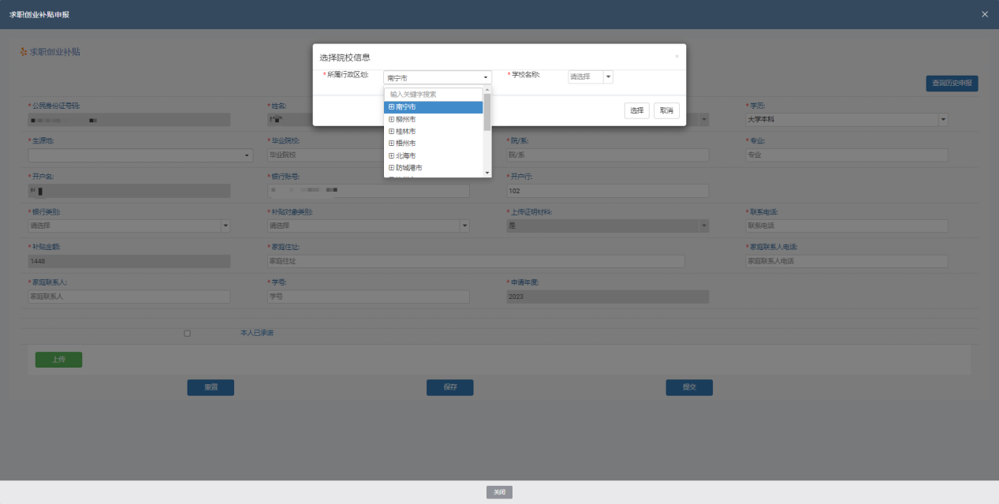 求职创业补贴申报
×
求职创业补贴
选择院校信息
×
*所属行政区划:
南宁市
*学校名称:
请选择
输入关键字搜索
南宁市
柳州市
桂林市
梧州市
北海市
防城港市
选择
取消
查询历史申报
*公民身份证号码:
*姓名:
*学历:
大学本科
*生源地:
*毕业院校:
毕业院校
*院/系:
院/系
*专业:
专业
*开户名:
*银行账号:
*开户行:
102
*银行类别:
请选择
*补贴对象类别:
请选择
*上传证明材料:
是
*联系电话:
联系电话
*补贴金额:
1448
*家庭住址:
家庭住址
*家庭联系人电话:
家庭联系人电话
*家庭联系人:
家庭联系人
*学号:
学号
*申请年度:
2023
本人已承诺
上传
重置
保存
提交
关闭